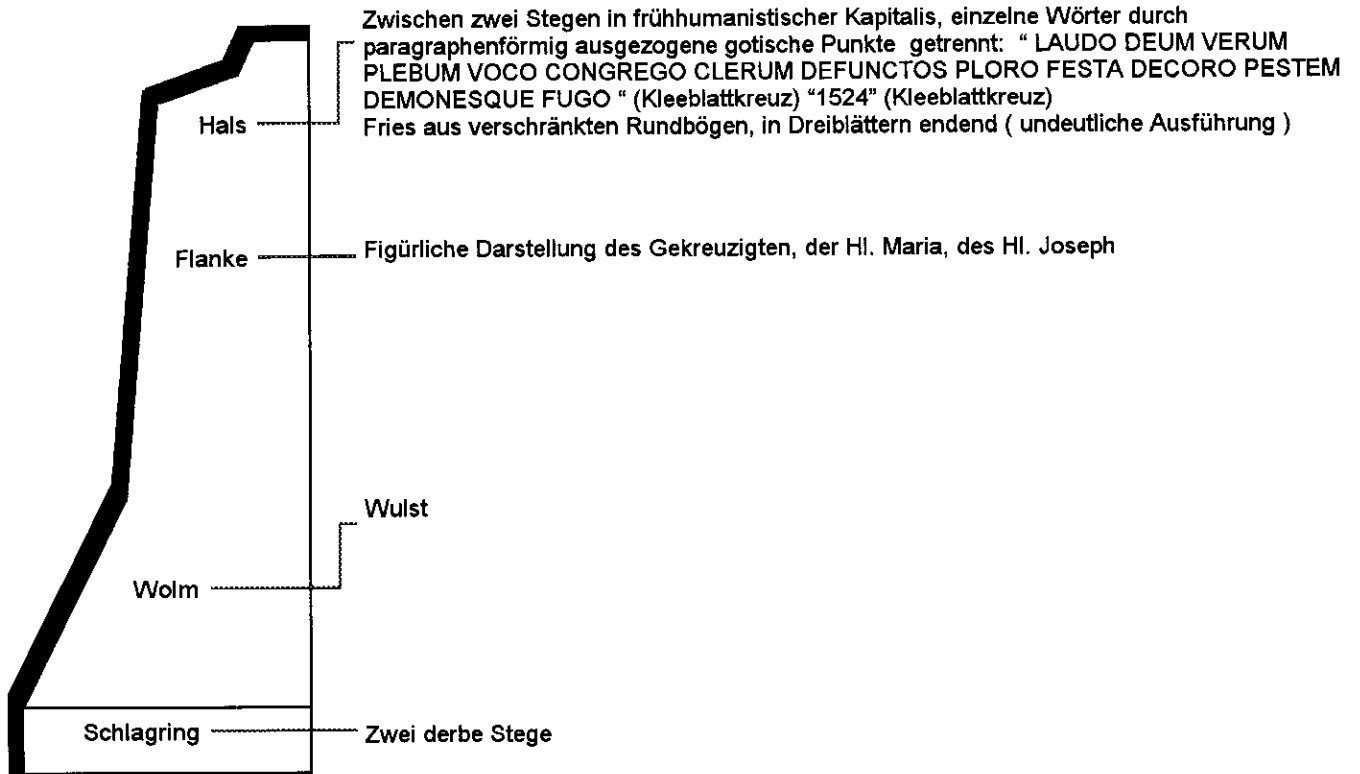 Zwischen zwei Stegen in frühhumanistischer Kapitalis, einzelne Wörter durch
paragraphenförmig ausgezogene gotische Punkte getrennt: “ LAUDO DEUM VERUM
PLEBUM VOCO CONGREGO CLERUM DEFUNCTOS PLORO FESTA DECORO PESTEM
DEMONESQUE FUGO “ (Kleeblattkreuz) “1524” (Kleeblattkreuz)
Hals
Fries aus verschränkten Rundbögen, in Dreiblättern endend ( undeutliche Ausführung )
Flanke
Figürliche Darstellung des Gekreuzigten, der Hl. Maria, des Hl. Joseph
Wulst
Wolm
Schlagring
Zwei derbe Stege